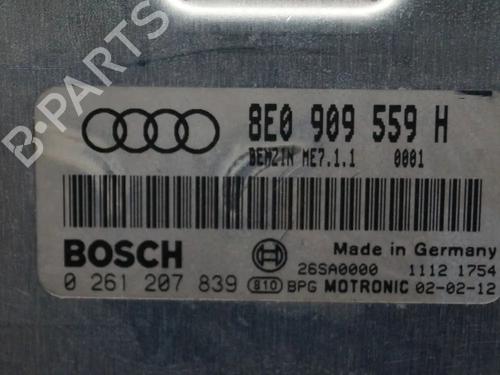 B-PARTS
8E0 909 559 H
BENZIN ME7.1.1 0001
BOSCH
Made in Germany
26SA0000 1112 1754
0 261 207 839 810 BPG MOTRONIC 02-02-12